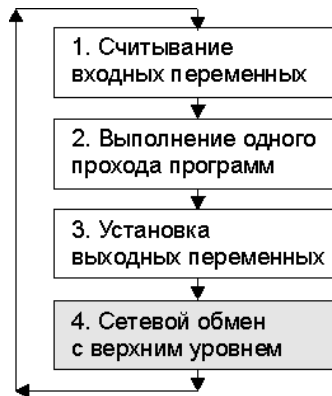 1. Считывание
входных переменных
2. Выполнение одного
прохода программ
3. Установка
выходных переменных
4. Сетевой обмен
с верхним уровнем